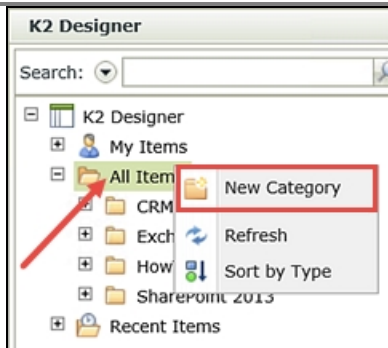 K2 Designer
Search:
K2 Designer
My Items
All Item
New Category
CRM
Exch
Refresh
How
Sort by Type
SharePoint 2013
Recent Items